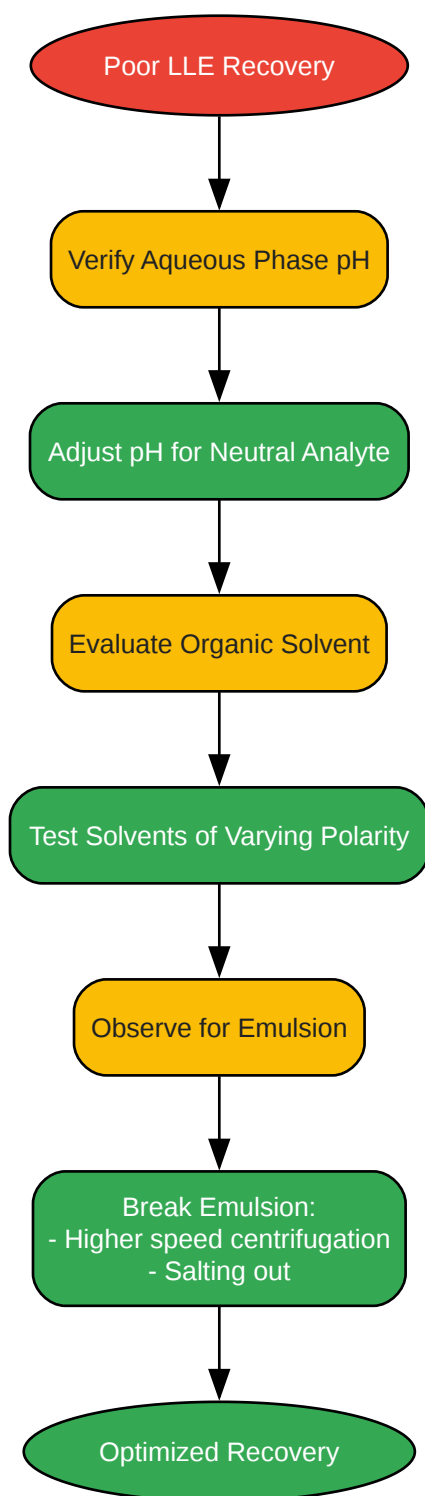 Poor LLE Recovery
Verify Aqueous Phase pH
Adjust pH for Neutral Analyte
Evaluate Organic Solvent
Test Solvents of Varying Polarity
Observe for Emulsion
Break Emulsion:
- Higher speed centrifugation
- Salting out
Optimized Recovery